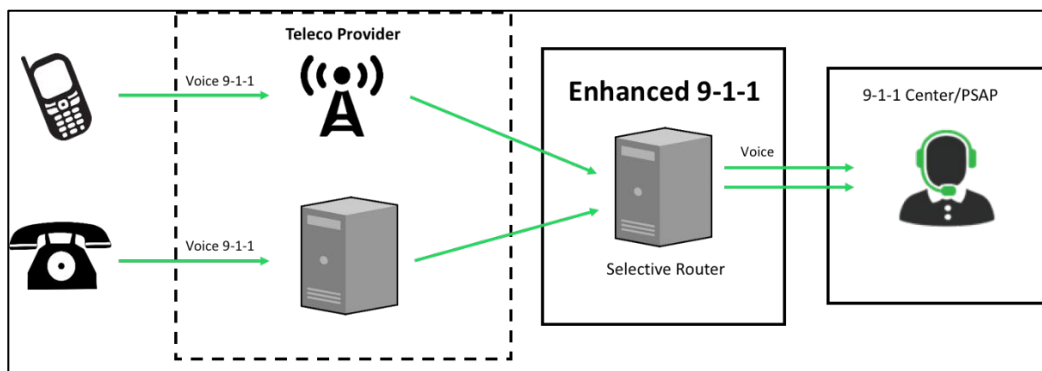 Teleco Provider
Voice 9-1-1
Enhanced 9-1-1
9-1-1 Center/PSAP
Voice
Voice 9-1-1
Selective Router